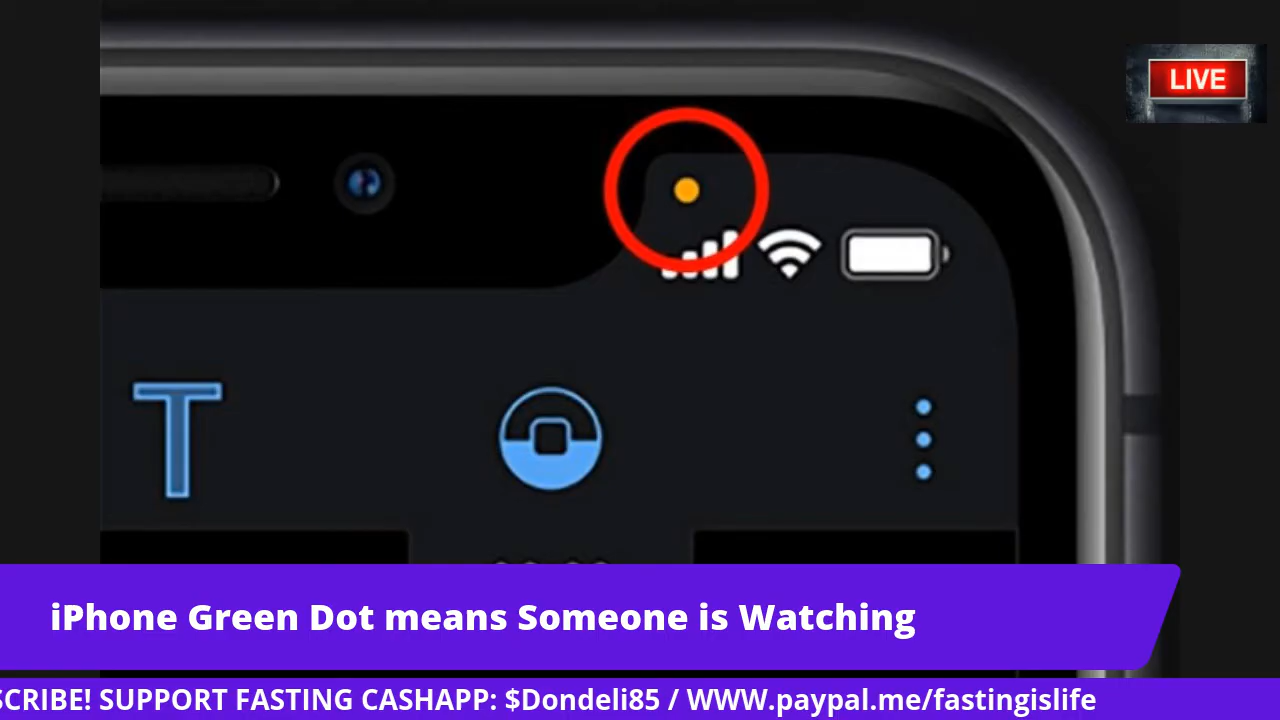 LIVE
T
iPhone Green Dot means Someone is Watching
SCRIBE! SUPPORT FASTING CASHAPP: $Dondeli85 / WWW.paypal.me/fastingislife